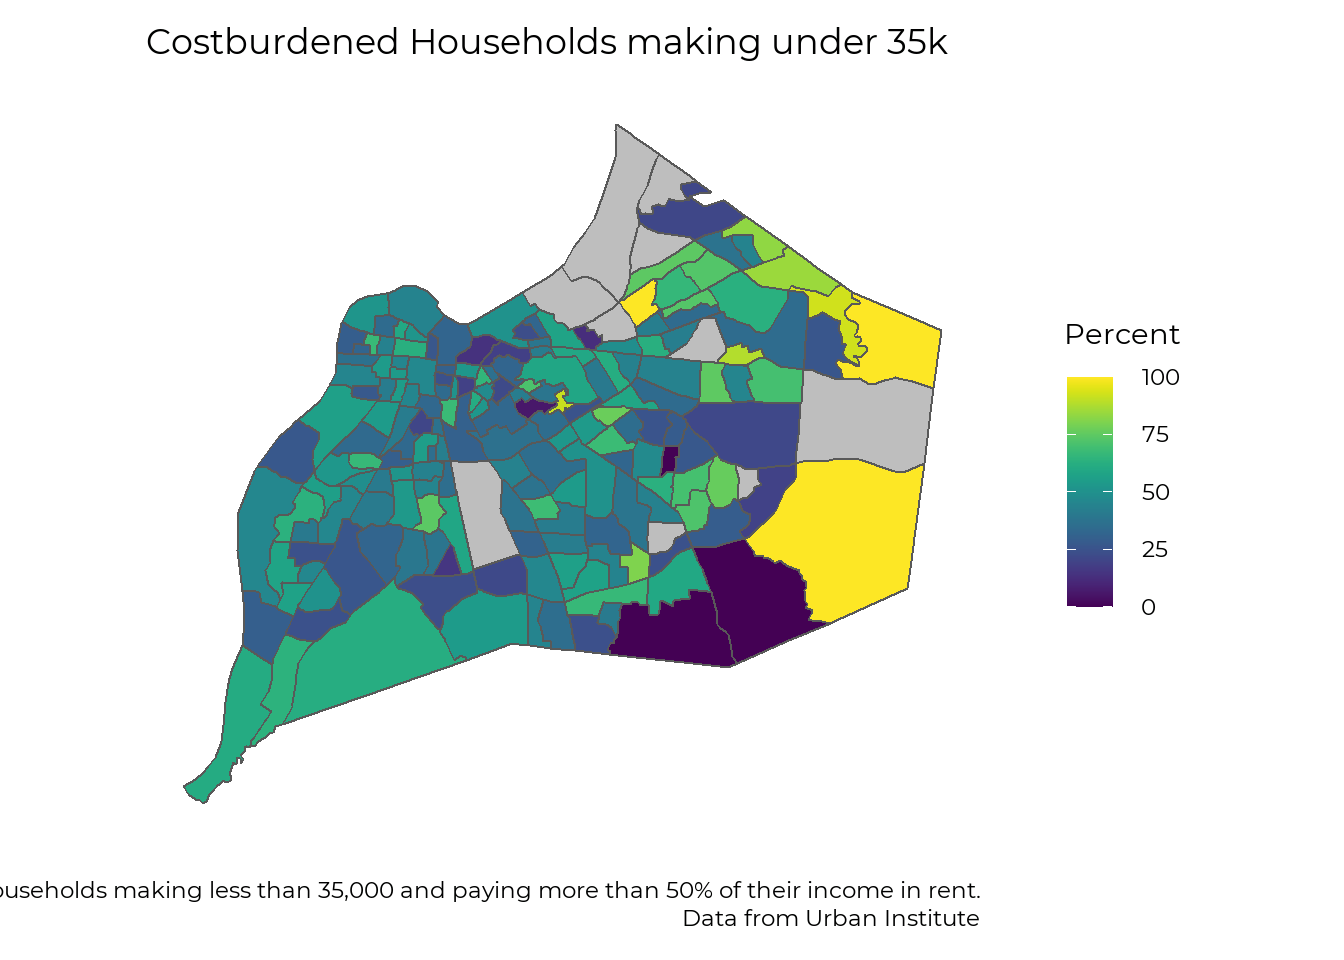 Costburdened Households making under 35k
Percent
100
75
50
25
0
making less than 35,000 and paying more than 50% of their income in rent.
Data from Urban Institute